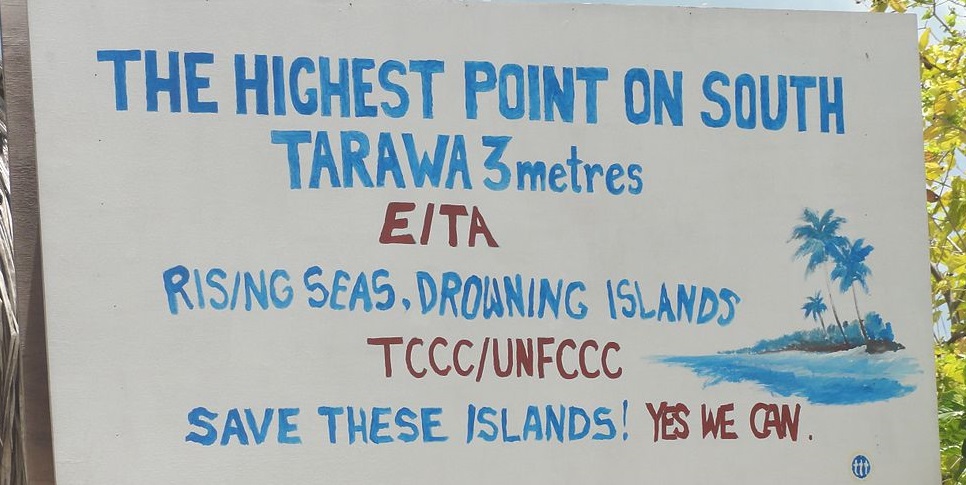 THE HIGHEST POINT ON SOUTH
TARAWA 3metres
EITA
RISING SEAS, DROWNING ISLANDS
TCCC/UNFCCC
SAVE THESE ISLANDS! YES WE CAN.